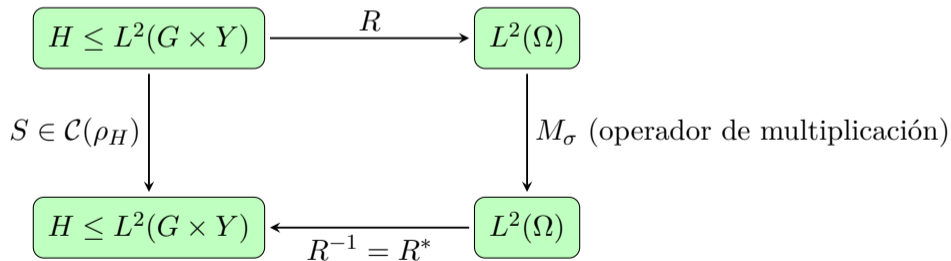 H ≤ L²(G × Y)
R
L²(Ω)
S ∈ 𝒞(ρ_H)
M_σ (operador de multiplicación)
H ≤ L²(G × Y)
R⁻¹ = R*
L²(Ω)